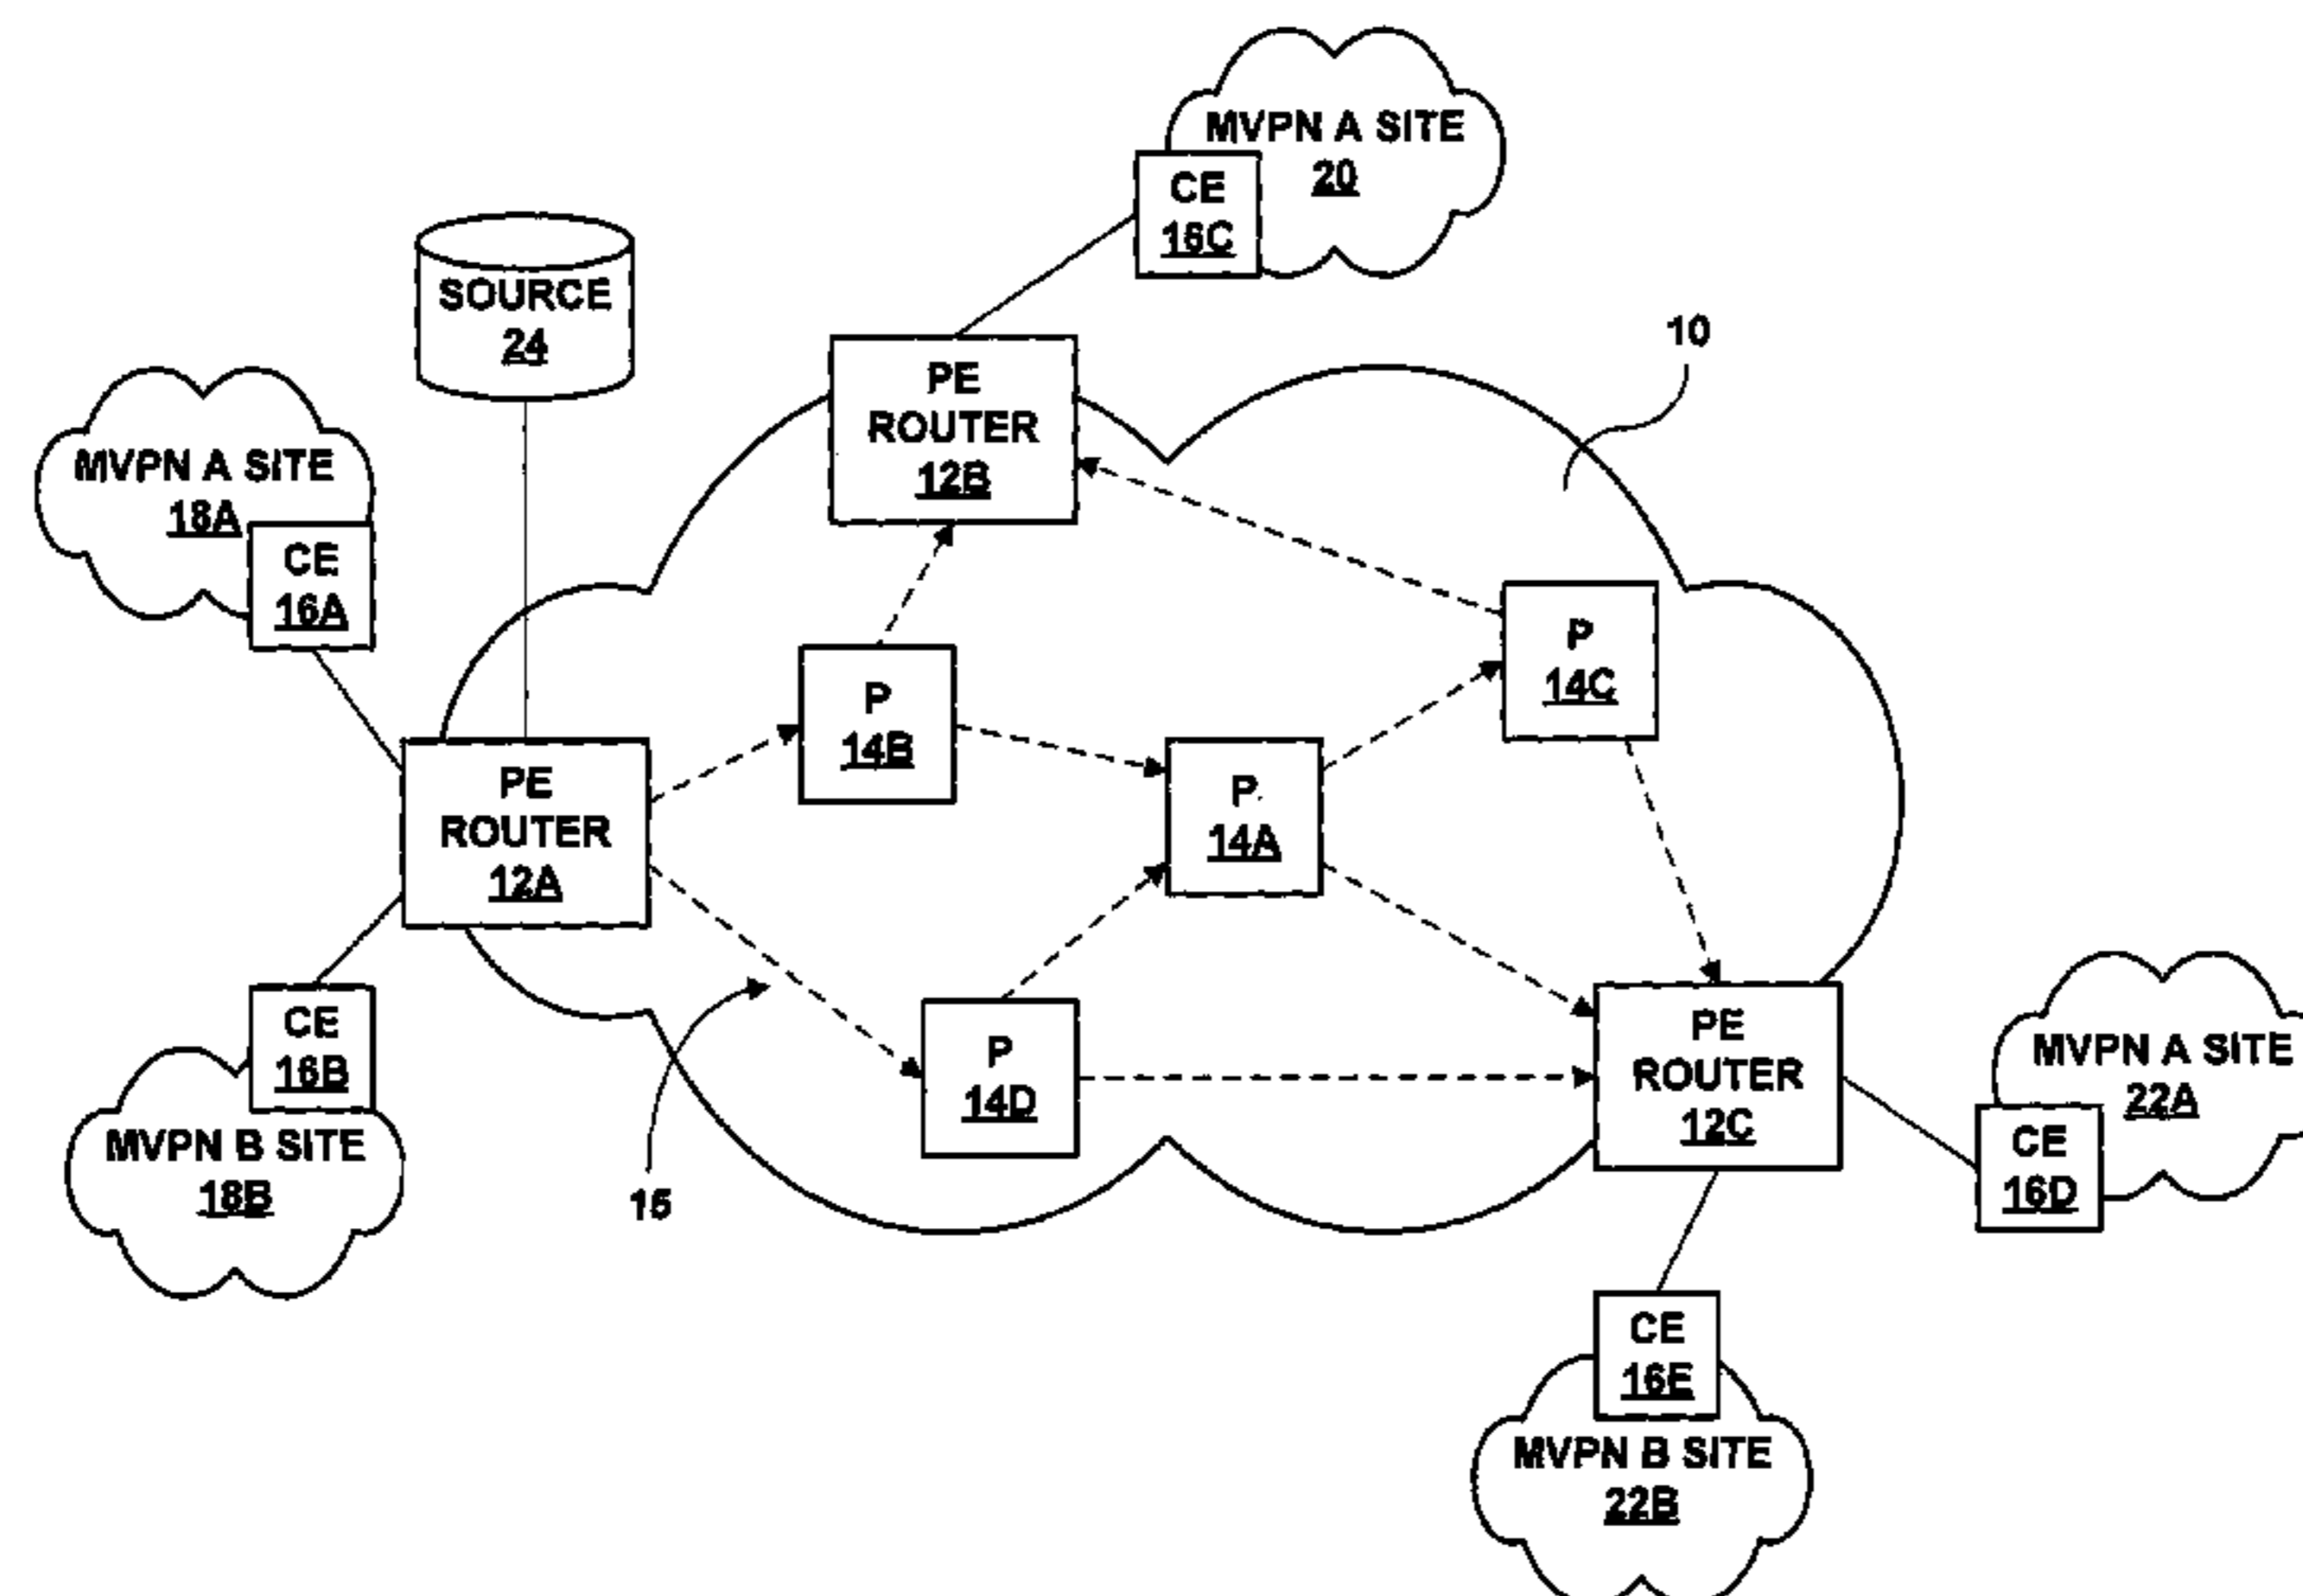 MVPN A SITE
20
CE
16C
SOURCE
24
10
PE
ROUTER
12B
MVPN A SITE
18A
CE
16A
P
14C
P
14B
PE
ROUTER
12A
P
14A
CE
16B
MVPN B SITE
18B
15
P
14D
PE
ROUTER
12C
MVPN A SITE
22A
CE
16D
CE
16E
MVPN B SITE
22B